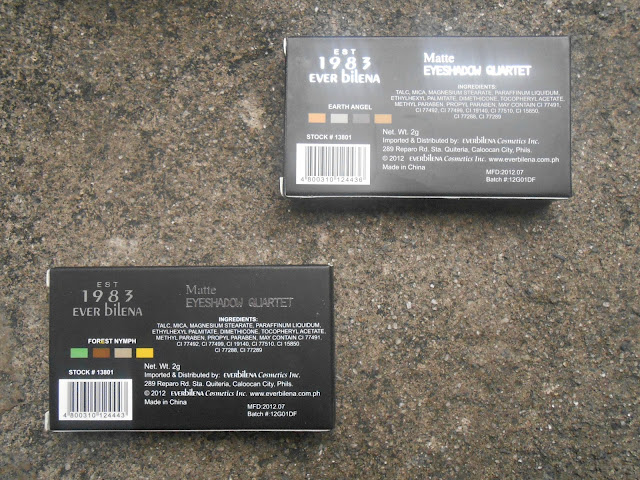 EST
1983
EVER biLENA
Matte
EYESHADOW QUARTET
INGREDIENTS:
TALC, MICA, MAGNESIUM STEARATE, PARAFFINUM LIQUIDUM,
ETHYLHEXYL PALMITATE, DIMETHICONE, TOCOPHERYL ACETATE,
METHYL PARABEN, PROPYL PARABEN, MAY CONTAIN CI 77491,
CI 77492, CI 77499, CI 19140, CI 77510, CI 15850,
CI 77268, CI 77289
EARTH ANGEL
STOCK # 13801
4 800310 124436
Net. Wt. 2g
Imported & Distributed by: EVERbiLENA Cosmetics Inc.
289 Reparo Rd. Sta. Quiteria, Caloocan City, Phils.
© 2012 EVERbiLENA Cosmetics Inc. www.everbilena.com.ph
Made in China
MFD:2012.07
Batch #:12G01DF
EST
1983
EVER biLENA
Matte
EYESHADOW QUARTET
INGREDIENTS:
TALC, MICA, MAGNESIUM STEARATE, PARAFFINUM LIQUIDUM,
ETHYLHEXYL PALMITATE, DIMETHICONE, TOCOPHERYL ACETATE,
METHYL PARABEN, PROPYL PARABEN, MAY CONTAIN CI 77491,
CI 77492, CI 77499, CI 19140, CI 77510, CI 15850
CI 77288, CI 77289
FOREST NYMPH
STOCK # 13801
4 800310 124443
Net. Wt. 2g
Imported & Distributed by: EVERbiLENA Cosmetics Inc.
289 Reparo Rd. Sta. Quiteria, Caloocan City, Phils.
© 2012 EVERbiLENA Cosmetics Inc. www.everbilena.com.ph
Made in China
MFD:2012.07
Batch #:12G01DF